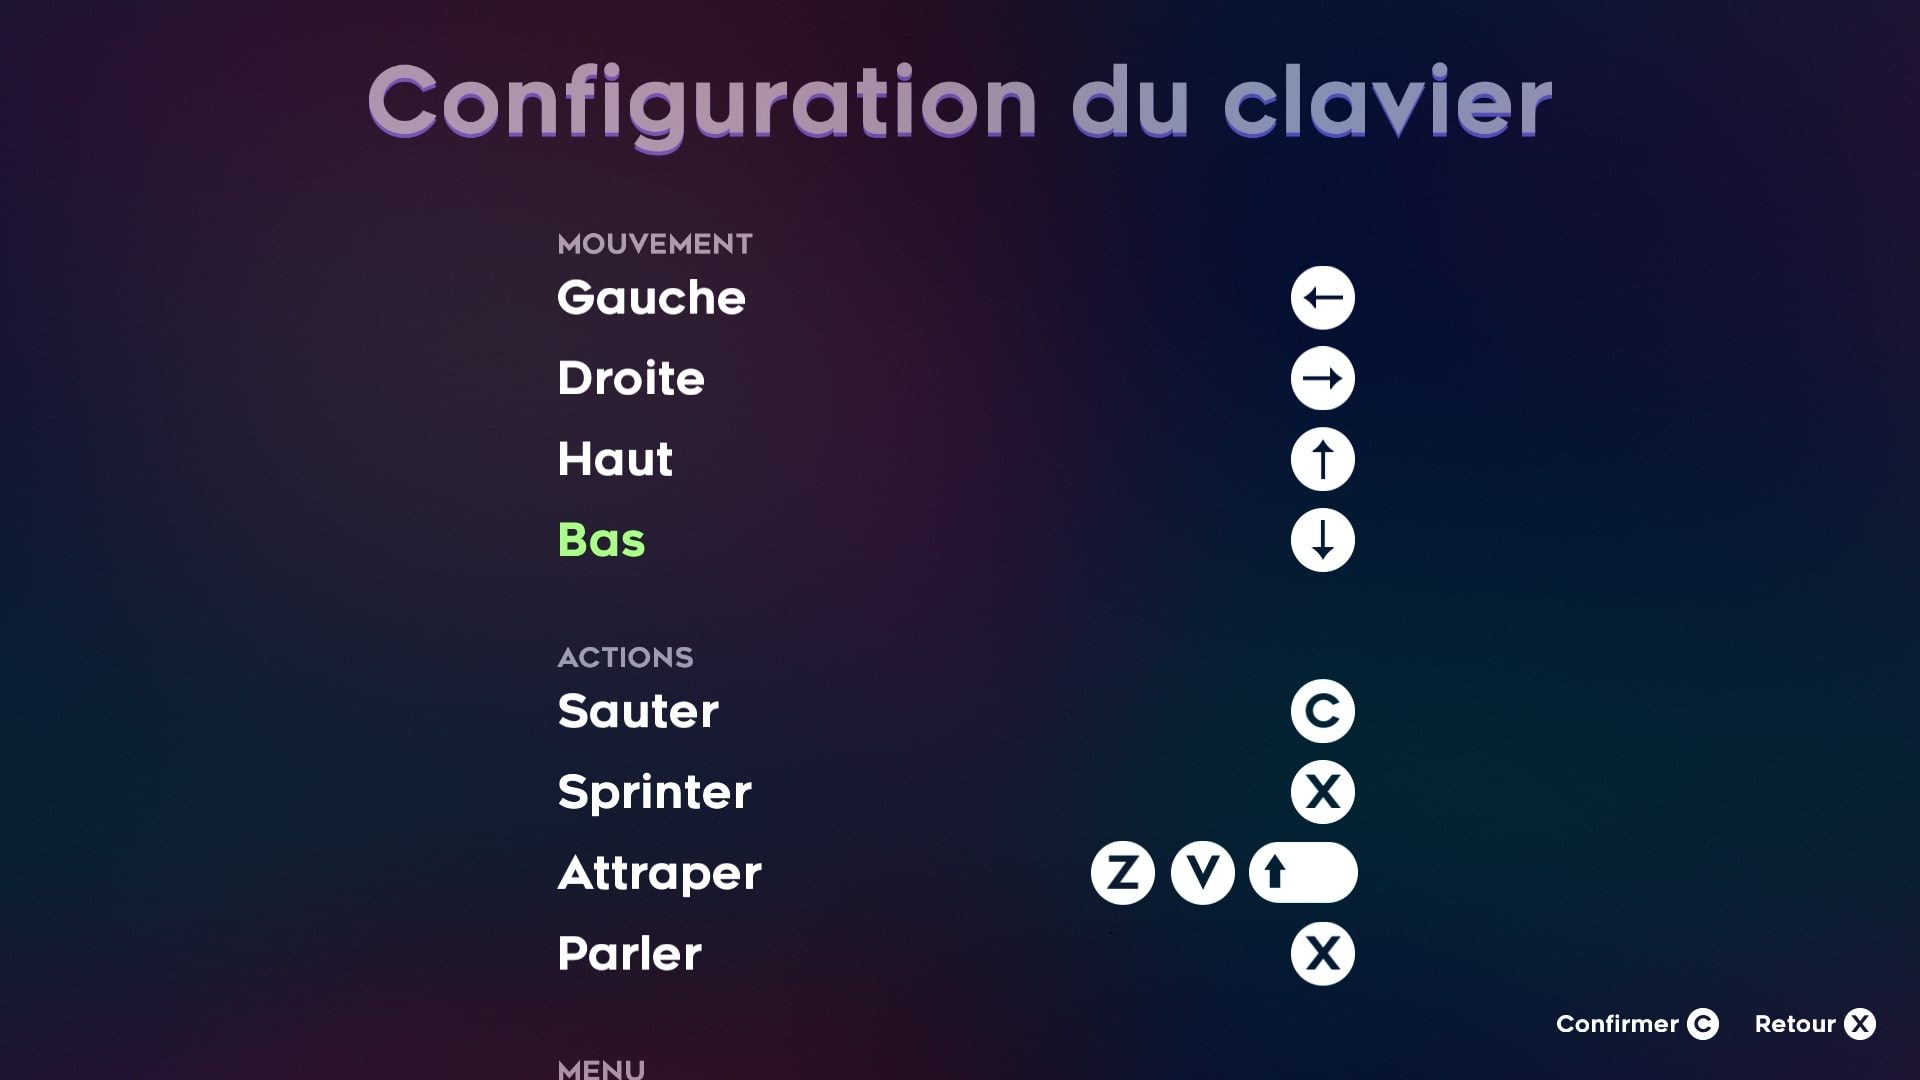 Configuration du clavier
MOUVEMENT
Gauche ←
Droite →
Haut ↑
Bas ↓
ACTIONS
Sauter C
Sprinter X
Attraper Z V ⬆
Parler X
Confirmer C Retour X
MENU